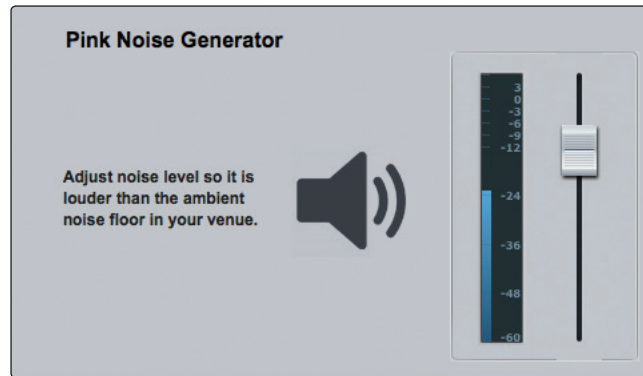 Pink Noise Generator
Adjust noise level so it is
louder than the ambient
noise floor in your venue.
3
0
-3
-6
-9
-12
-24
-36
-48
-60